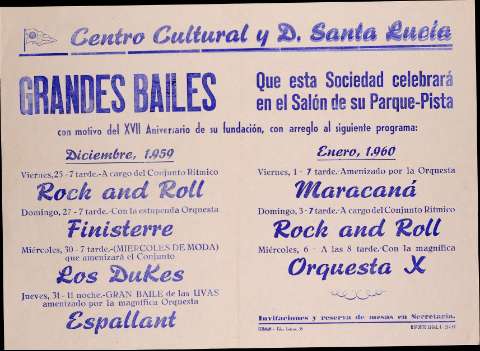 Centro Cultural y D. Santa Lucía
GRANDES BAILES
Que esta Sociedad celebrará
en el Salón de su Parque-Pista
con motivo del XVII Aniversario de su fundación, con arreglo al siguiente programa:
Diciembre, 1.959
Viernes, 25 - 7 tarde.-A cargo del Conjunto Rítmico
Rock and Roll
Domingo, 27 - 7 tarde.-Con la estupenda Orquesta
Finisterre
Miércoles, 30 - 7 tarde.-(MIERCOLES DE MODA)
que amenizará el Conjunto
Los DuKes
Jueves, 31 - 11 noche.-GRAN BAILE de las UVAS
amenizado por la magnífica Orquesta
Espallant
Enero, 1.960
Viernes, 1 - 7 tarde.-Amenizado por la Orquesta
Maracaná
Domingo, 3 - 7 tarde.-A cargo del Conjunto Rítmico
Rock and Roll
Miércoles, 6 - A las 8 tarde.-Con la magnífica
Orquesta X
Invitaciones y reserva de mesas en Secretaría.